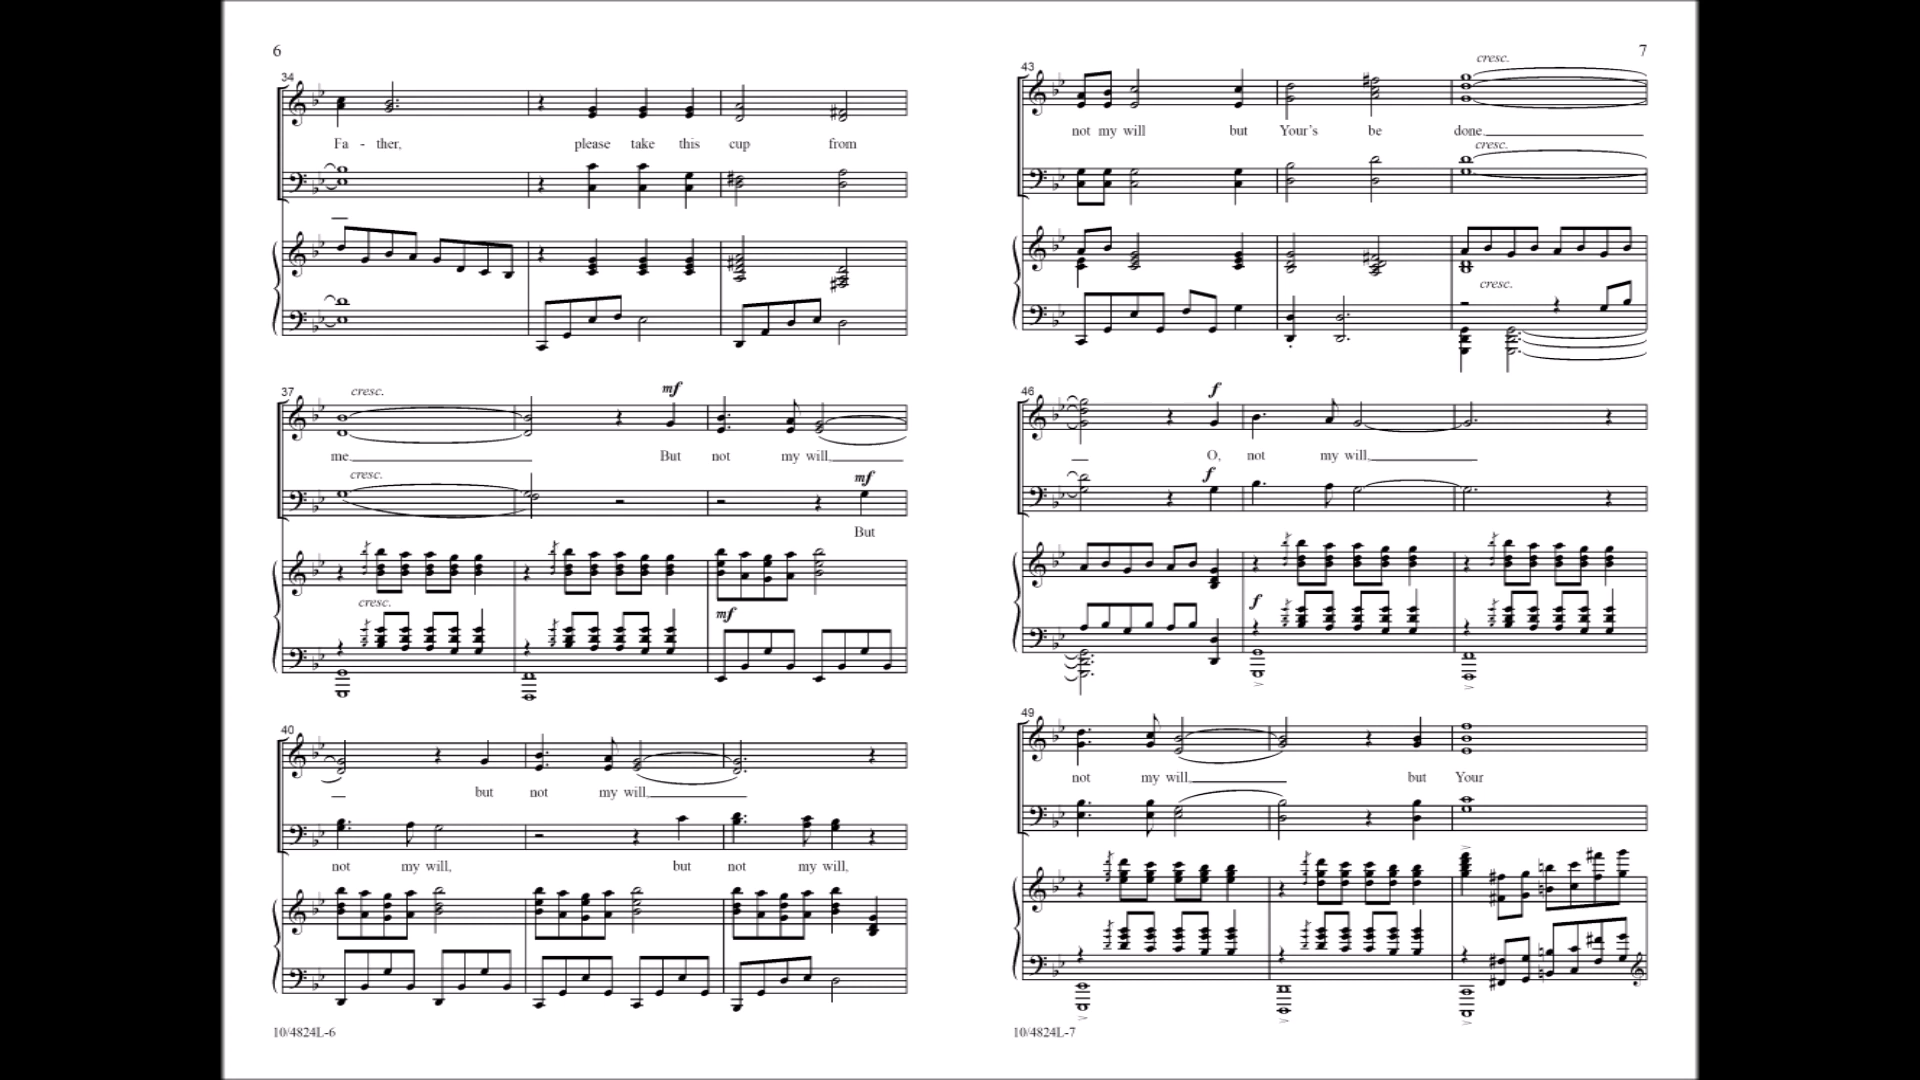 6
34
Fa - ther, please take this cup from
37
cresc.
mf
me. But not my will,
cresc.
mf
But
cresc.
mf
40
but not my will,
not my will, but not my will,
10/4824L-6
7
43
cresc.
not my will but Your's be done.
cresc.
cresc.
46
f
O, not my will,
f
f
49
not my will, but Your
10/4824L-7